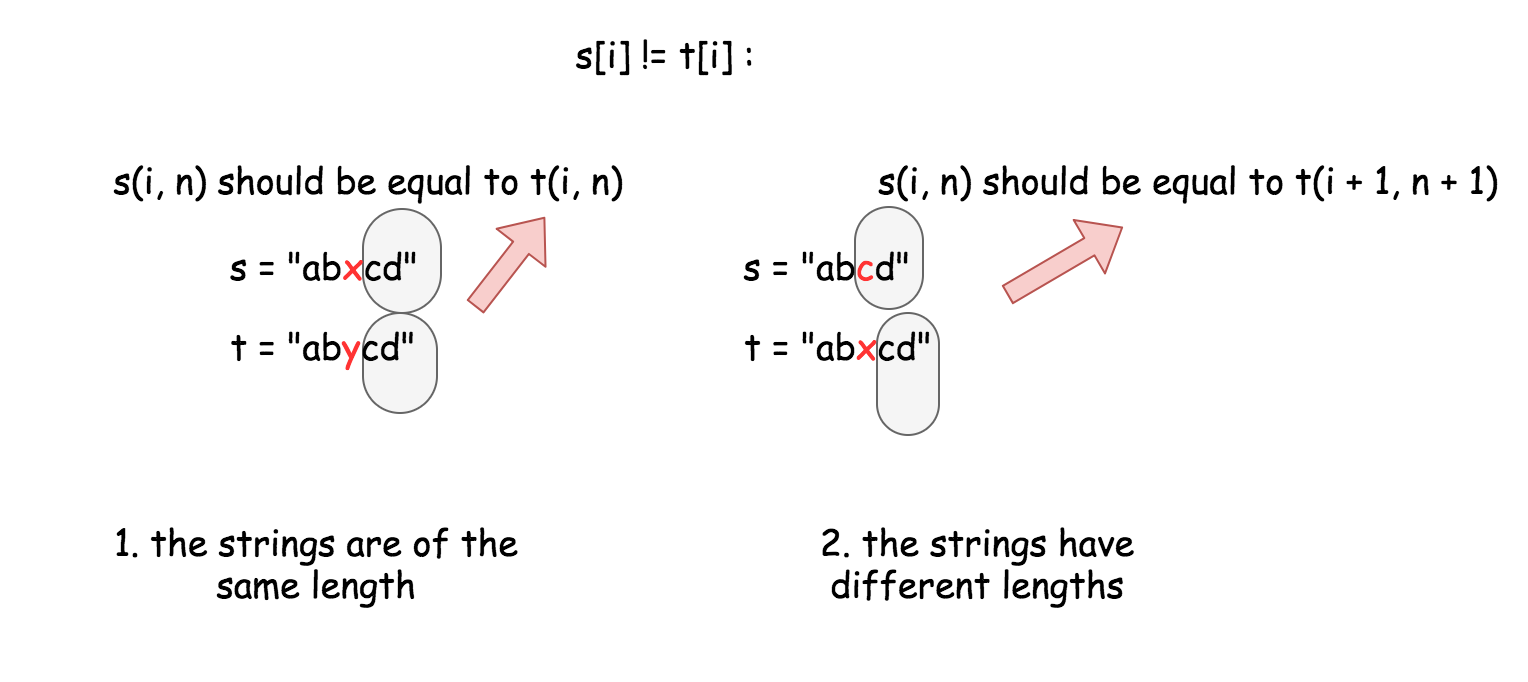 s[i] != t[i] :
s(i, n) should be equal to t(i, n)
s = "abxcd"
t = "abycd"
1. the strings are of the
same length
s(i, n) should be equal to t(i + 1, n + 1)
s = "abcd"
t = "abxcd"
2. the strings have
different lengths